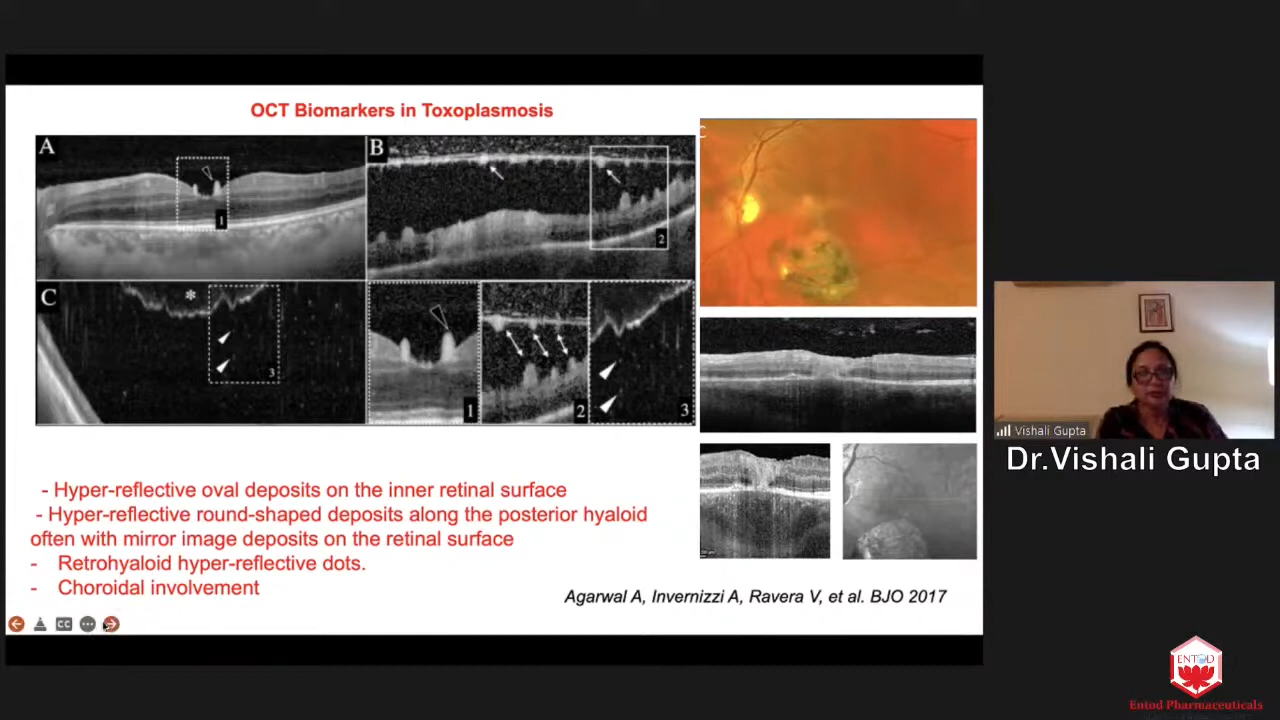 OCT Biomarkers in Toxoplasmosis
A
B
C
1
2
C
3
1
2
3
- Hyper-reflective oval deposits on the inner retinal surface
- Hyper-reflective round-shaped deposits along the posterior hyaloid
often with mirror image deposits on the retinal surface
- Retrohyaloid hyper-reflective dots.
- Choroidal involvement
Agarwal A, Invernizzi A, Ravera V, et al. BJO 2017
CC
Vishali Gupta
Dr.Vishali Gupta
ENTOD
Entod Pharmaceuticals